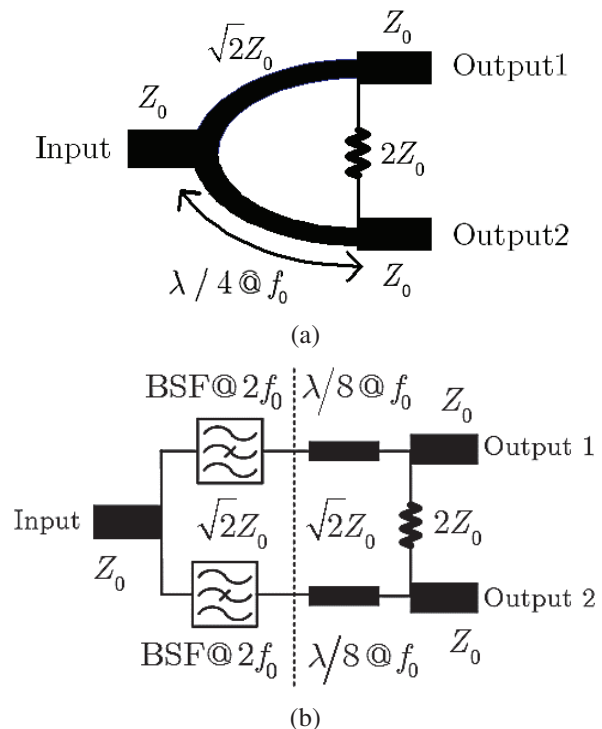 √2Z₀
Z₀
Output1
Z₀
Input
2Z₀
Output2
Z₀
λ/4@f₀
(a)
BSF@2f₀ λ/8@f₀
Z₀
Output 1
Input
√2Z₀ √2Z₀ 2Z₀
Z₀
Output 2
Z₀
BSF@2f₀ λ/8@f₀
(b)